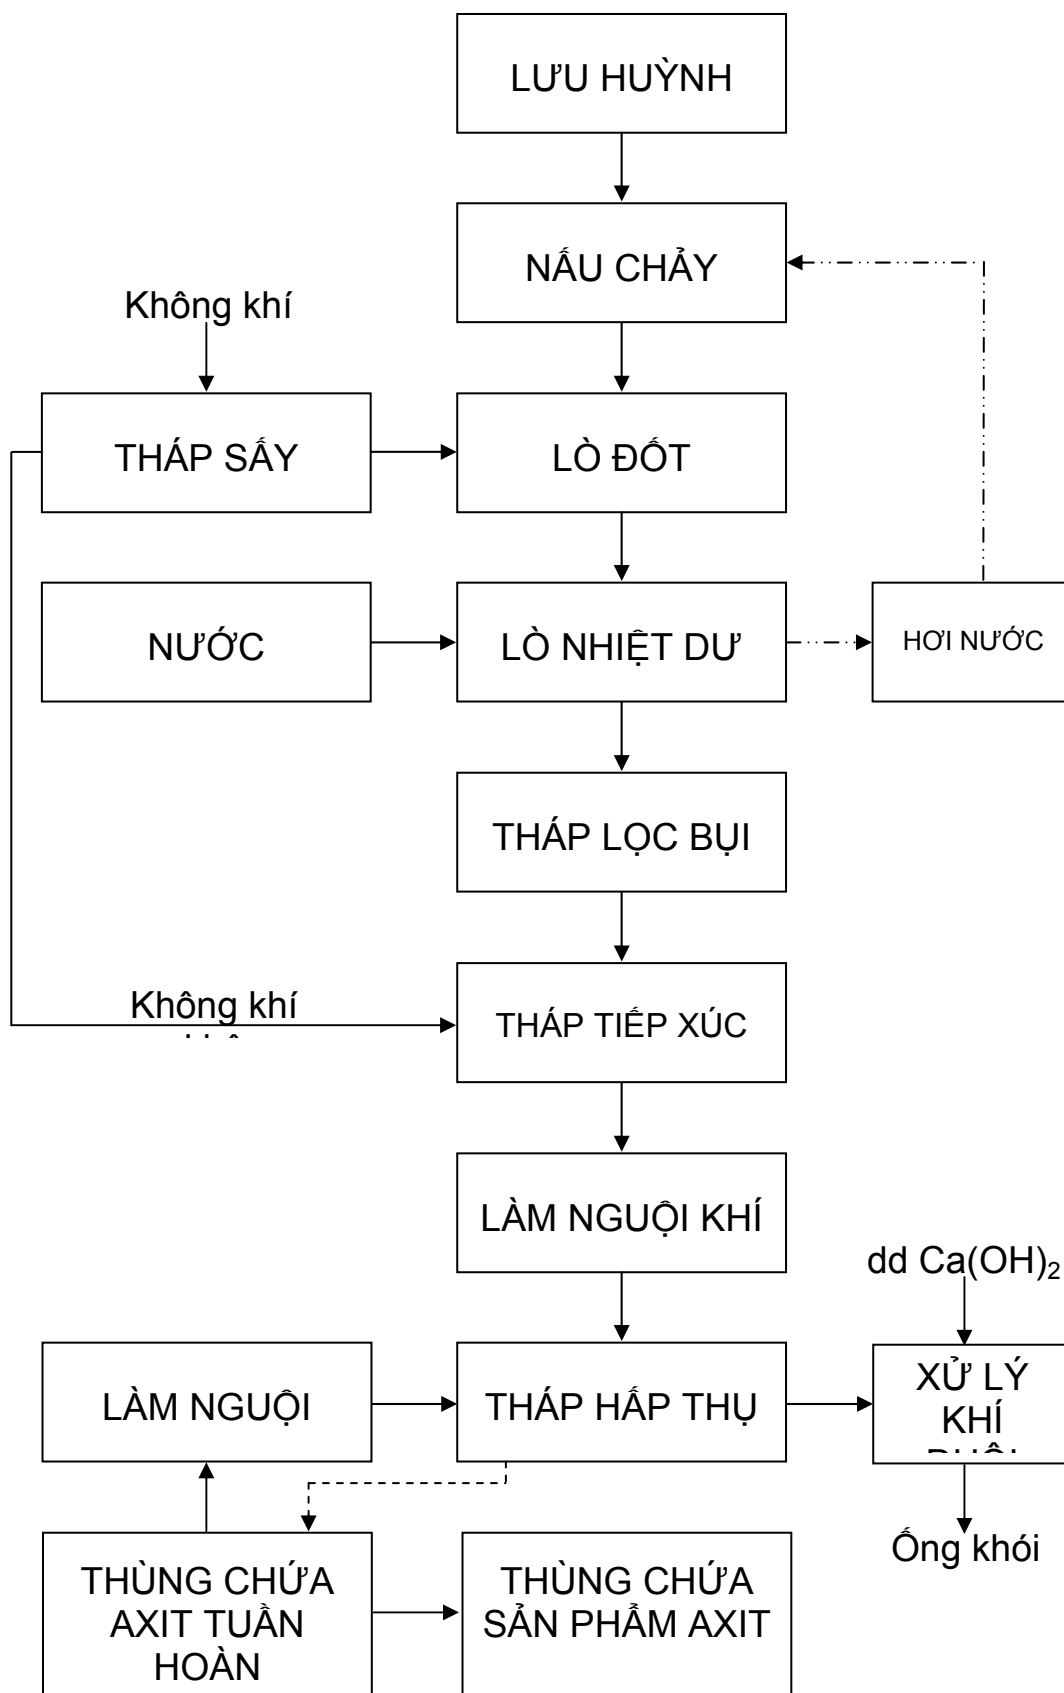 LƯU HUỲNH
NẤU CHẢY
Không khí
THÁP SẤY
LÒ ĐỐT
NƯỚC
LÒ NHIỆT DƯ
HƠI NƯỚC
THÁP LỌC BỤI
Không khí
THÁP TIẾP XÚC
LÀM NGUỘI KHÍ
dd Ca(OH)₂
LÀM NGUỘI
THÁP HẤP THỤ
XỬ LÝ
KHÍ
Ống khói
THÙNG CHỨA
AXIT TUẦN
HOÀN
THÙNG CHỨA
SẢN PHẨM AXIT